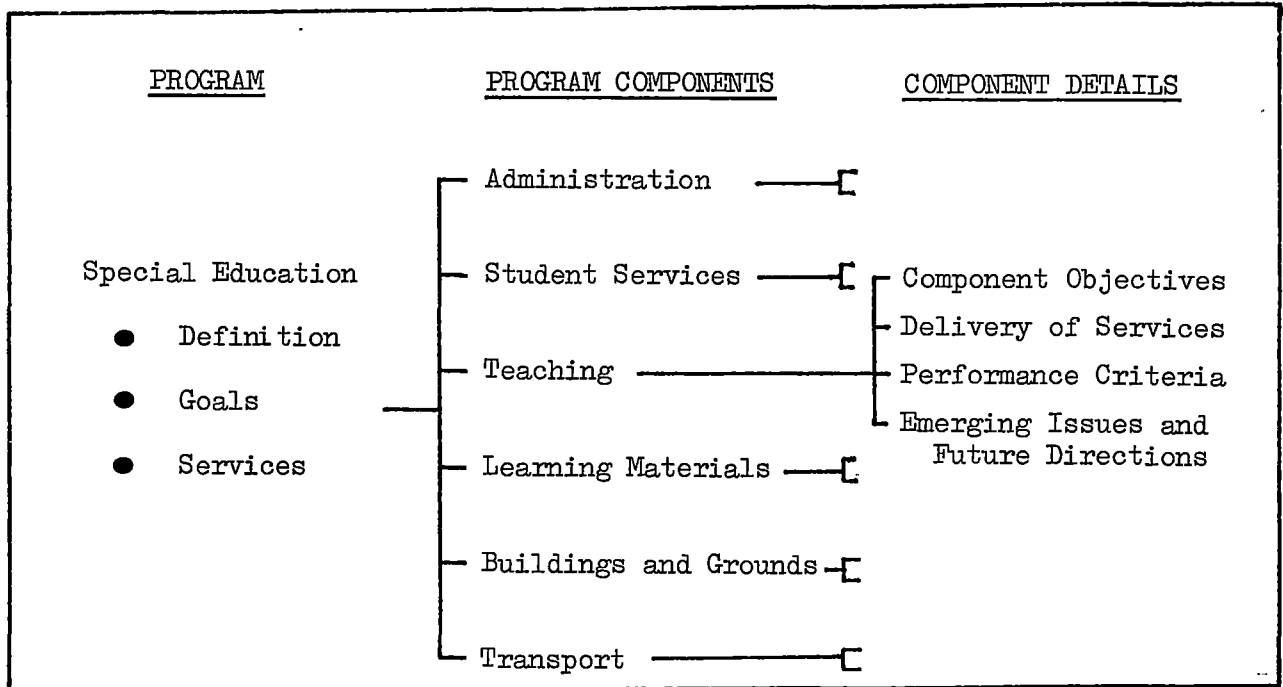 PROGRAM
PROGRAM COMPONENTS
COMPONENT DETAILS
Special Education
● Definition
● Goals
● Services
Administration
Student Services
Teaching
Learning Materials
Buildings and Grounds
Transport
Component Objectives
Delivery of Services
Performance Criteria
Emerging Issues and
Future Directions